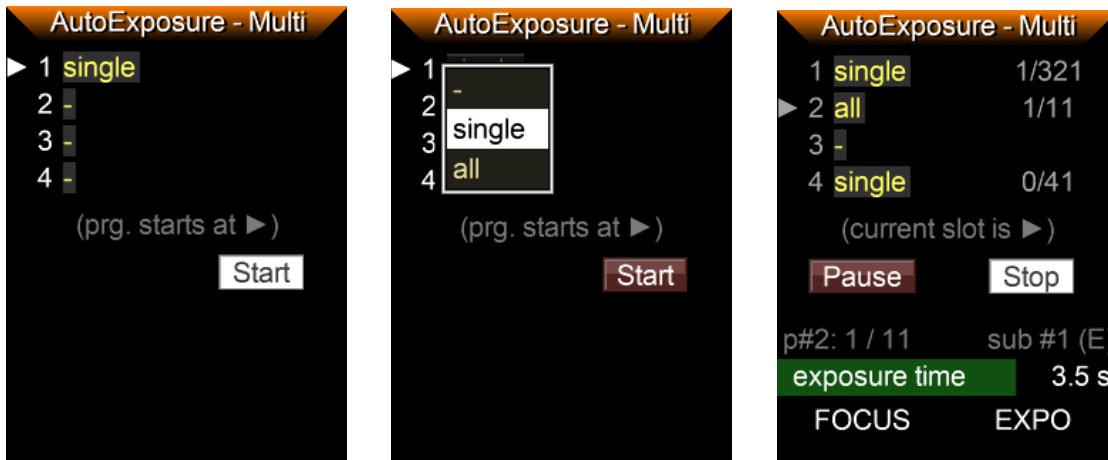 AutoExposure - Multi
► 1 single
2 -
3 -
4 -
(prg. starts at ►)
Start
AutoExposure - Multi
► 1
2 -
3 single
4 all
(prg. starts at ►)
Start
AutoExposure - Multi
1 single 1/321
► 2 all 1/11
3 -
4 single 0/41
(current slot is ►)
Pause Stop
p#2: 1 / 11 sub #1 (E
exposure time 3.5 s
FOCUS EXPO